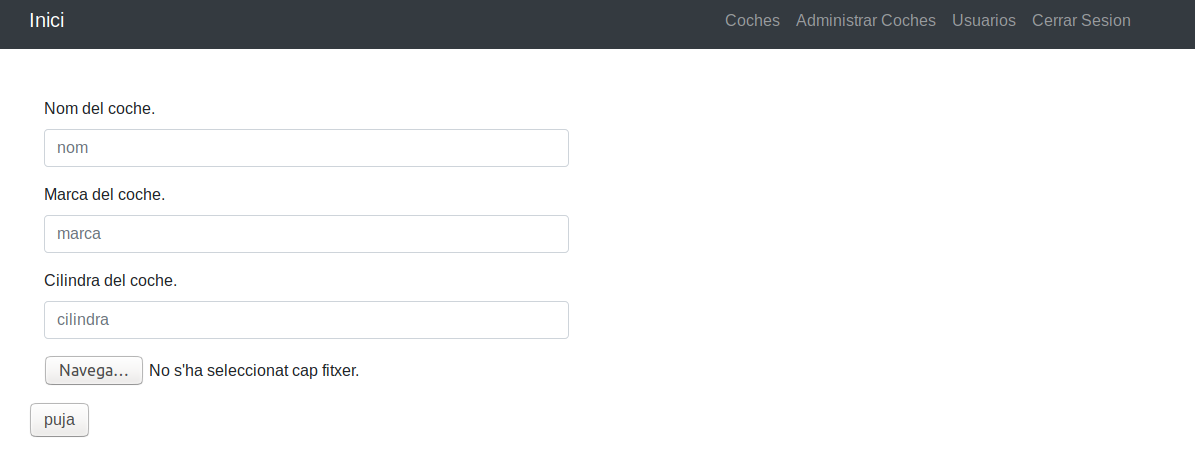 Inici Coches Administrar Coches Usuarios Cerrar Sesion
Nom del coche.
nom
Marca del coche.
marca
Cilindra del coche.
cilindra
Navega... No s'ha seleccionat cap fitxer.
puja